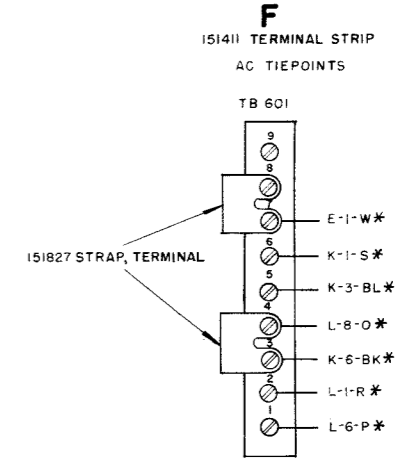 F
151411 TERMINAL STRIP
AC TIEPOINTS
TB 601
9
8
7
E-1-W*
6
K-1-S*
5
K-3-BL*
151827 STRAP, TERMINAL
4
L-8-O*
3
K-6-BK*
2
L-1-R*
1
L-6-P*